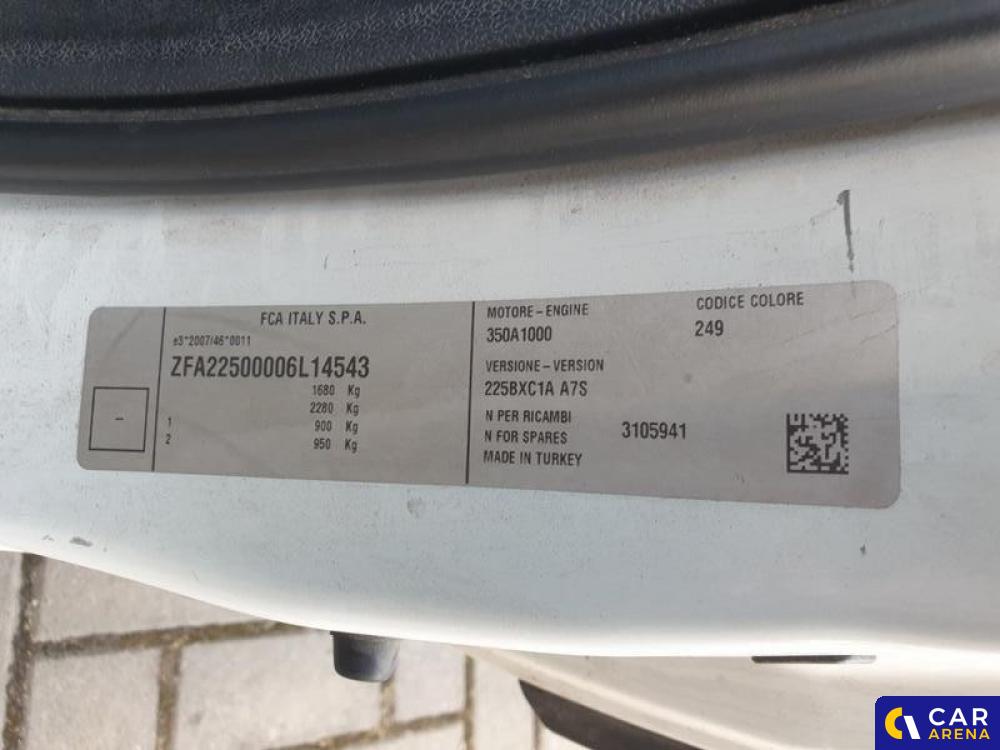 FCA ITALY S.P.A.
e3*2007/46*0011
ZFA22500006L14543
1680 Kg
2280 Kg
1 900 Kg
2 950 Kg
-
MOTORE - ENGINE
350A1000
CODICE COLORE
249
VERSIONE - VERSION
225BXC1A A7S
N PER RICAMBI
N FOR SPARES
3105941
MADE IN TURKEY
CAR
ARENA